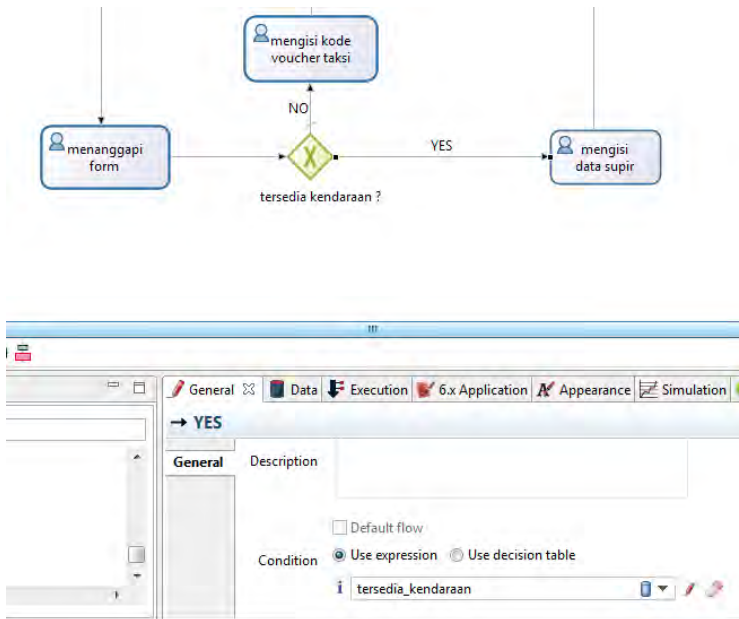 mengisi kode
voucher taksi
NO
menanggapi
form
YES
mengisi
data supir
tersedia kendaraan ?
General
Data
Execution
6.x Application
Appearance
Simulation
YES
General
Description
Default flow
Condition
Use expression
Use decision table
tersedia_kendaraan